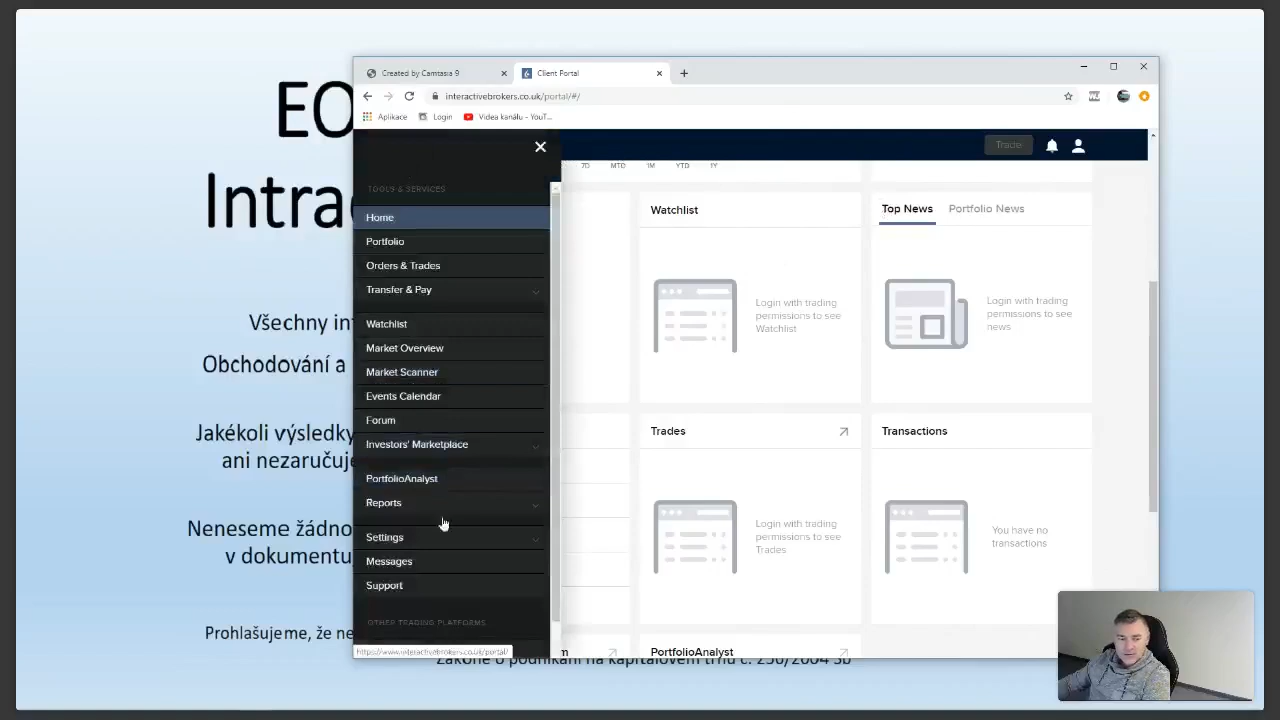 EO
Intra
Všechny in
Obchodování a
Jakékoli výsledky
ani nezaručuje
Neneseme žádno
v dokumentu,
Prohlašujeme, že ne
Zákoně o podnikání na kapitálovém trhu č. 256/2004 Sb
Created by Camtasia 9
Client Portal
interactivebrokers.co.uk/portal/#/
Aplikace
Login
Videa kanálu - YouT...
Trade
TOOLS & SERVICES
Home
Portfolio
Orders & Trades
Transfer & Pay
Watchlist
Market Overview
Market Scanner
Events Calendar
Forum
Investors' Marketplace
PortfolioAnalyst
Reports
Settings
Messages
Support
OTHER TRADING PLATFORMS
https://www.interactivebrokers.co.uk/portal/
7D MTD 1M YTD 1Y
Watchlist
Login with trading
permissions to see
Watchlist
Top News Portfolio News
Login with trading
permissions to see
news
Trades
Login with trading
permissions to see
Trades
Transactions
You have no
transactions
m
PortfolioAnalyst